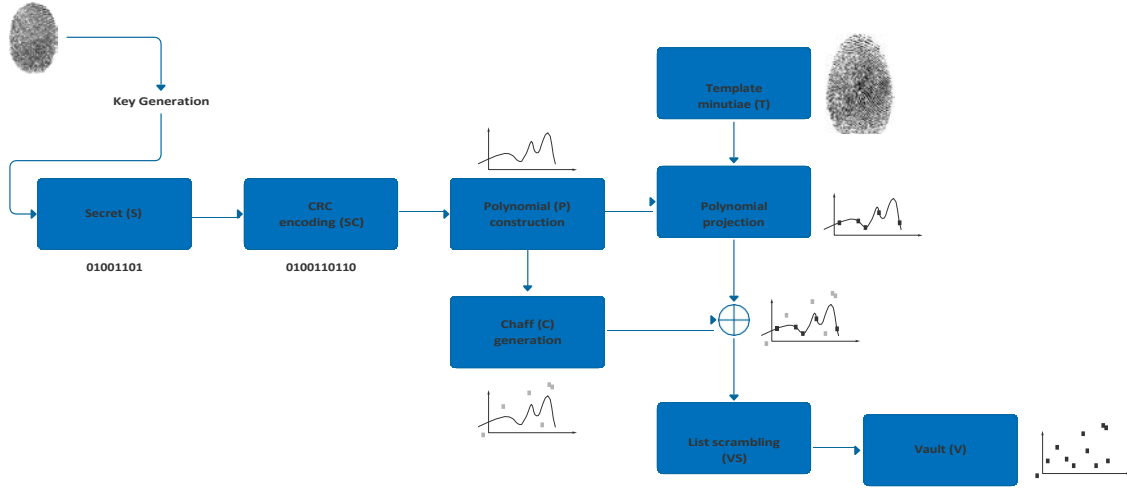 Key Generation
Template
minutiae (T)
Secret (S)
CRC
encoding (SC)
Polynomial (P)
construction
Polynomial
projection
01001101
0100110110
Chaff (C)
generation
List scrambling
(VS)
Vault (V)